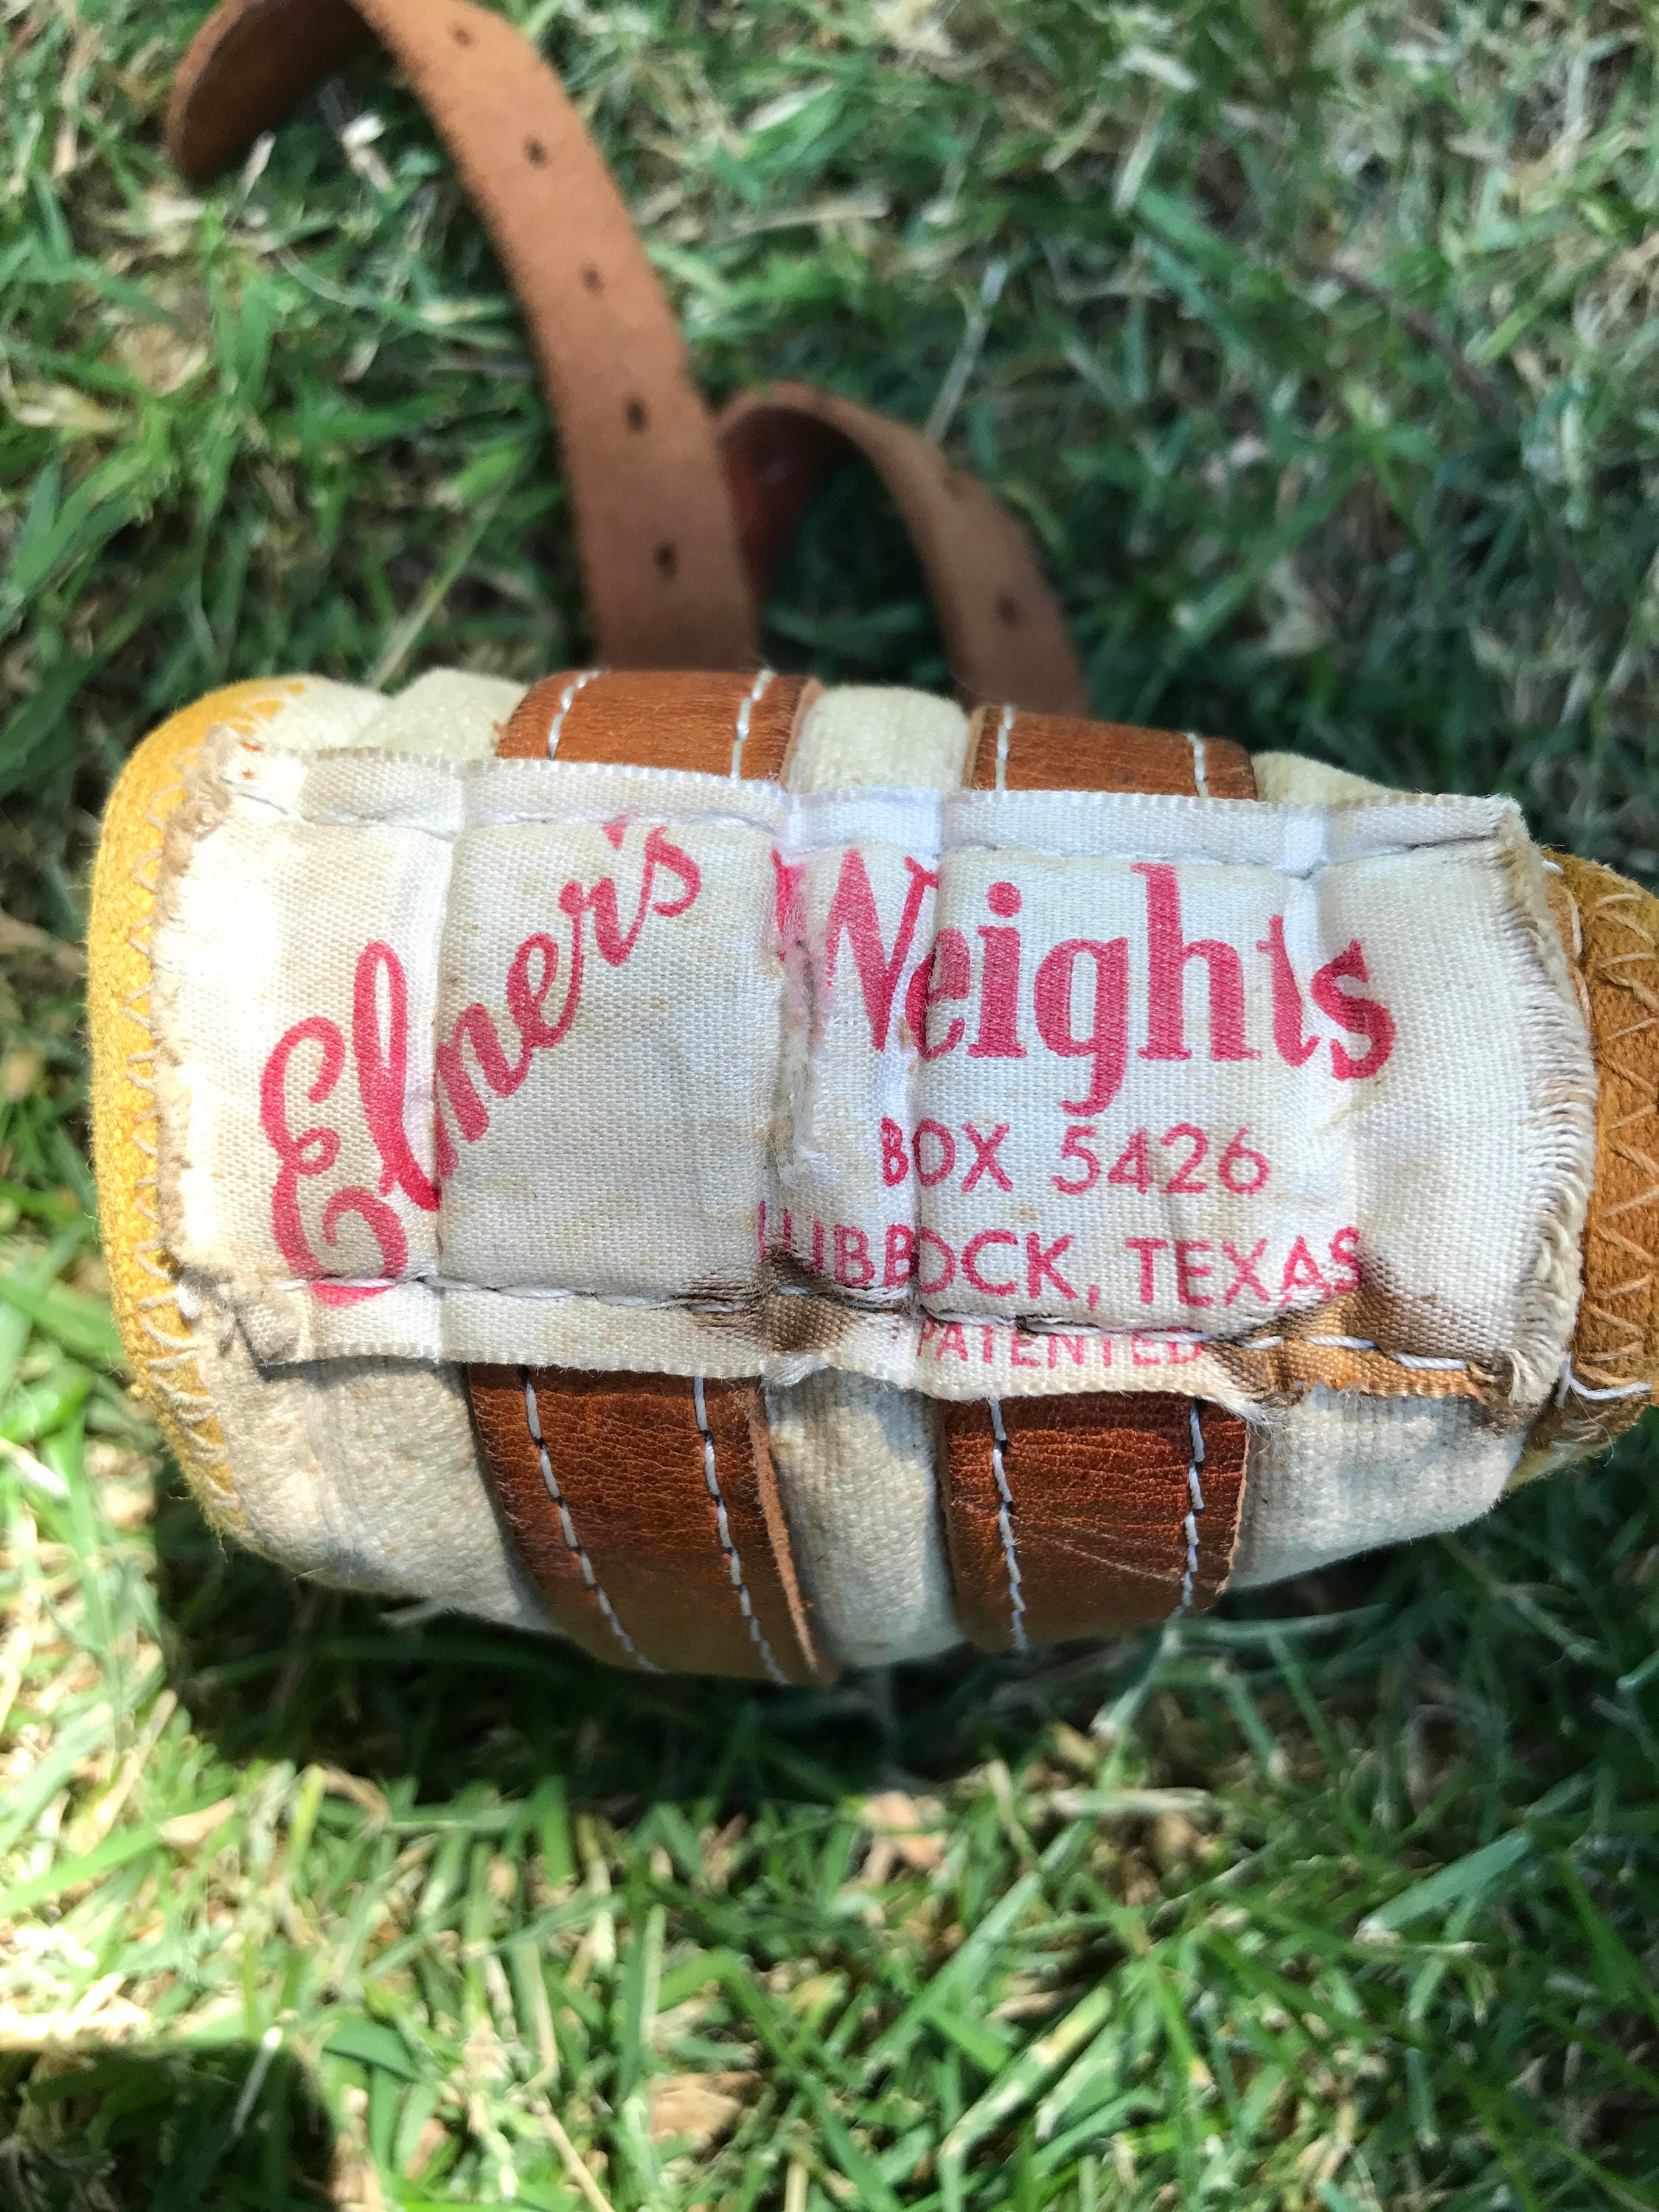 Elmer's Weights
BOX 5426
LUBBOCK, TEXAS
PATENTED